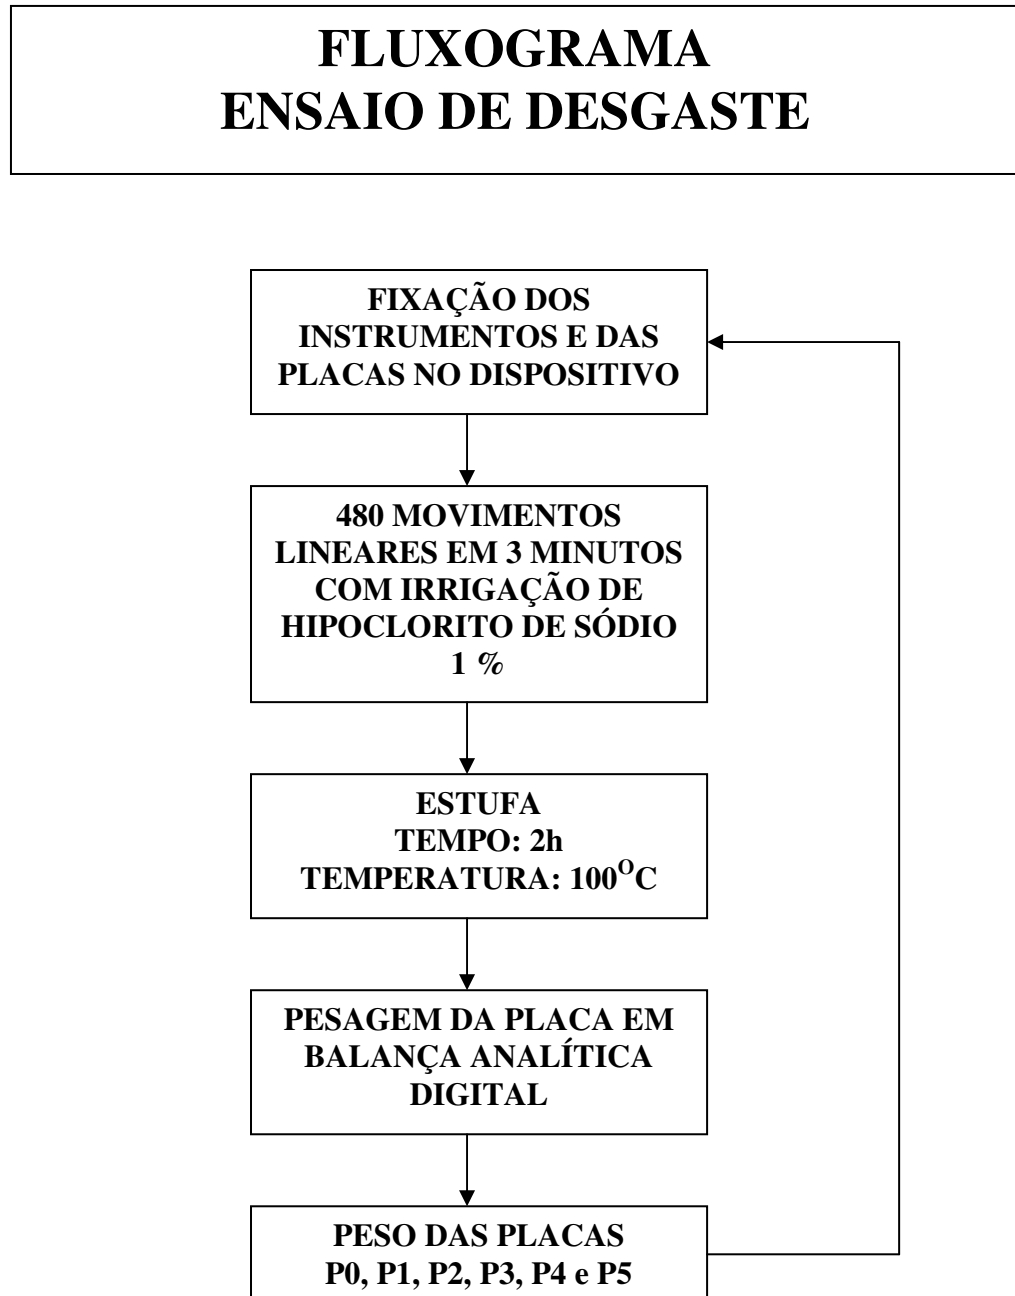 FLUXOGRAMA
ENSAIO DE DESGASTE
FIXAÇÃO DOS
INSTRUMENTOS E DAS
PLACAS NO DISPOSITIVO
480 MOVIMENTOS
LINEARES EM 3 MINUTOS
COM IRRIGAÇÃO DE
HIPOCLORITO DE SÓDIO
1 %
ESTUFA
TEMPO: 2h
TEMPERATURA: 100ᴼC
PESAGEM DA PLACA EM
BALANÇA ANALÍTICA
DIGITAL
PESO DAS PLACAS
P0, P1, P2, P3, P4 e P5